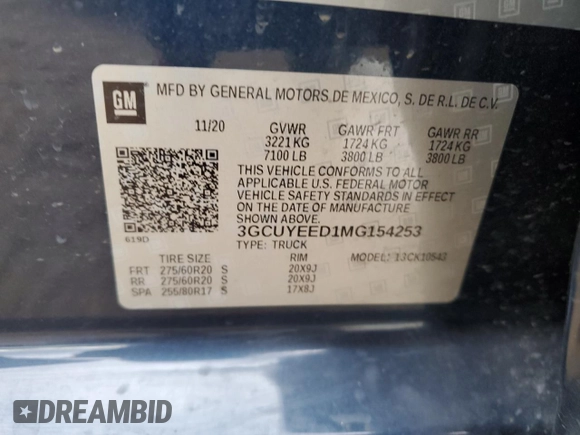 GM
MFD BY GENERAL MOTORS DE MEXICO, S. DE R.L. DE C.V.
11/20 GVWR GAWR FRT GAWR RR
3221 KG 1724 KG 1724 KG
7100 LB 3800 LB 3800 LB
THIS VEHICLE CONFORMS TO ALL
APPLICABLE U.S. FEDERAL MOTOR
VEHICLE SAFETY STANDARDS IN EFFECT
ON THE DATE OF MANUFACTURE
SHOWN ABOVE.
619D
3GCUYEED1MG154253
TYPE: TRUCK MODEL: 13CK10543
TIRE SIZE RIM
FRT 275/60R20 S 20X9J
RR 275/60R20 S 20X9J
SPA 255/80R17 S 17X8J
DREAMBID